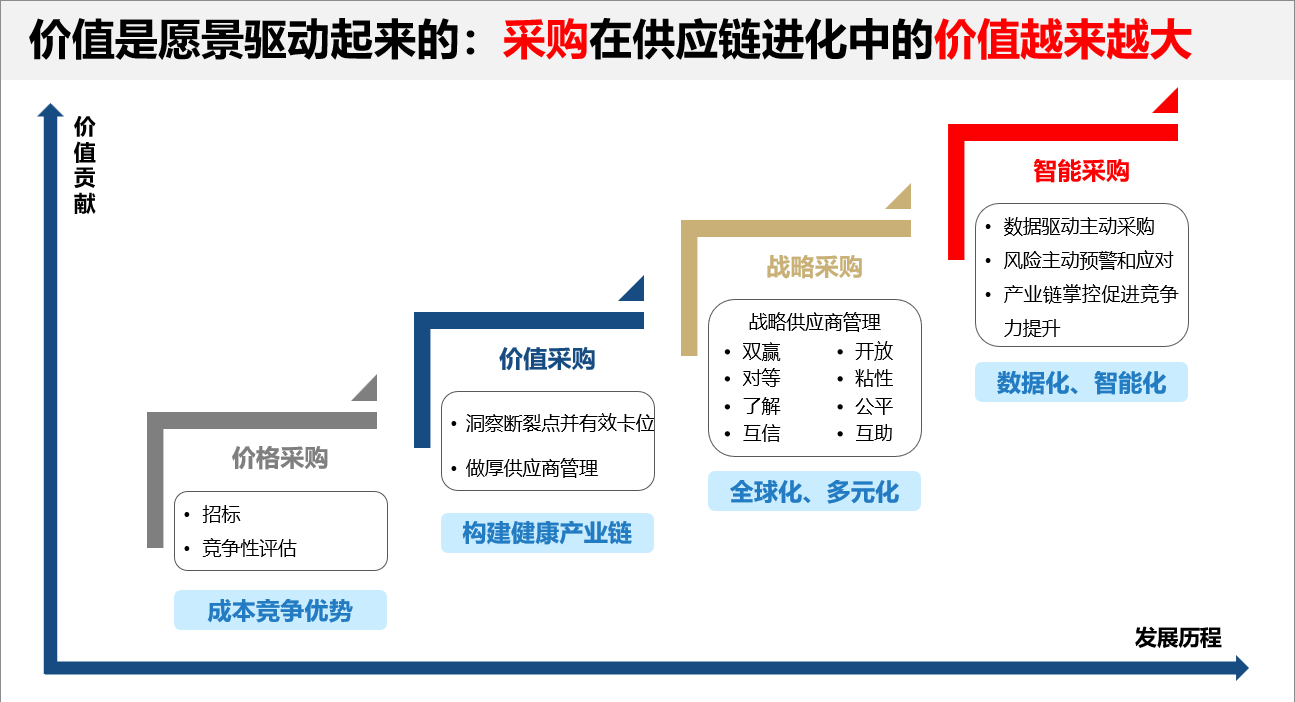 价值是愿景驱动起来的：采购在供应链进化中的价值越来越大
价值贡献
智能采购
• 数据驱动主动采购
• 风险主动预警和应对
• 产业链掌控促进竞争
力提升
数据化、智能化
战略采购
战略供应商管理
• 双赢 • 开放
• 对等 • 粘性
• 了解 • 公平
• 互信 • 互助
全球化、多元化
价值采购
• 洞察断裂点并有效卡位
• 做厚供应商管理
构建健康产业链
价格采购
• 招标
• 竞争性评估
成本竞争优势
发展历程